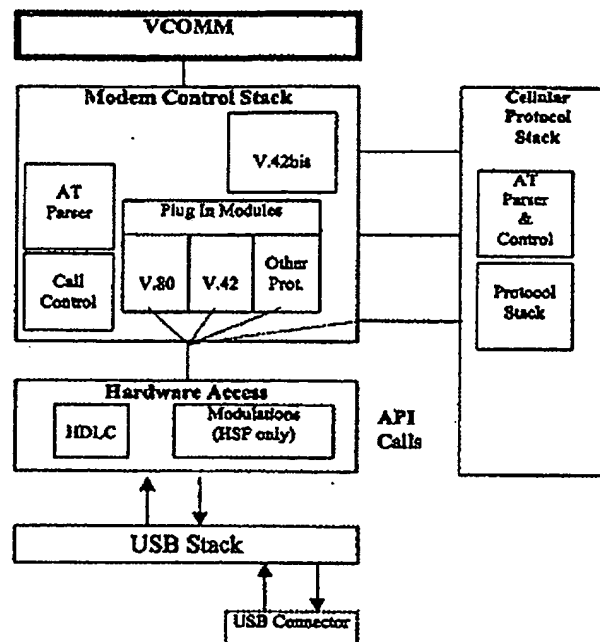 VCOMM
Modem Control Stack
V.42bis
AT
Parser
Plug In Modules
V.80
V.42
Other
Prot.
Call
Control
Cellular
Protocol
Stack
AT
Parser
&
Control
Protocol
Stack
Hardware Access
HDLC
Modulations
(HSP only)
API
Calls
USB Stack
USB Connector